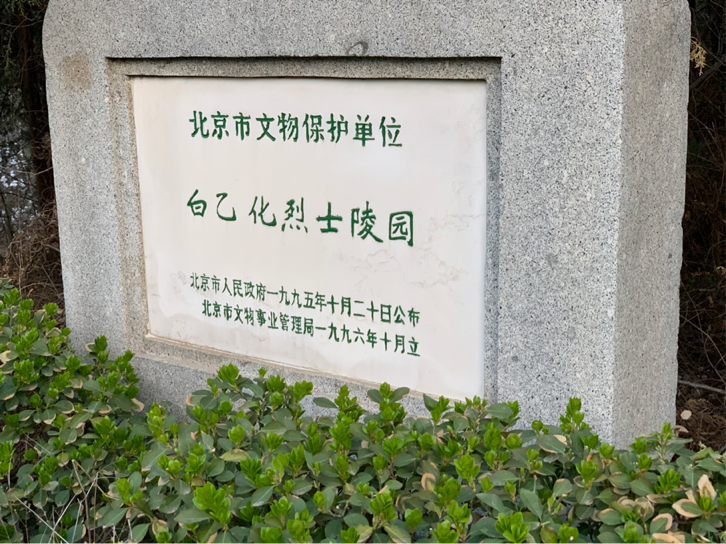 北京市文物保护单位
白乙化烈士陵园
北京市人民政府一九九五年十月二十日公布
北京市文物事业管理局一九九六年十月立